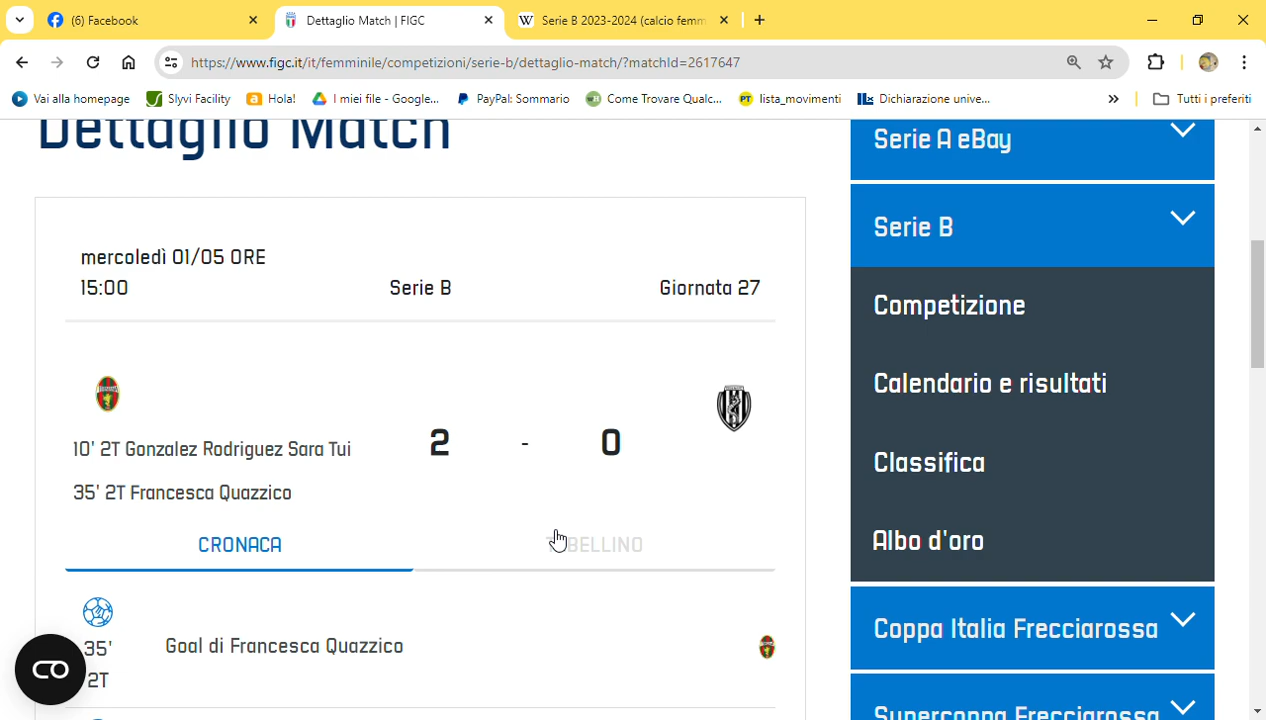 (6) Facebook
Dettaglio Match | FIGC
Serie B 2023-2024 (calcio femm
https://www.figc.it/it/femminile/competizioni/serie-b/dettaglio-match/?matchId=2617647
Vai alla homepage
Slyvi Facility
Hola!
I miei file - Google...
PayPal: Sommario
Come Trovare Qualc...
lista_movimenti
Dichiarazione unive...
Tutti i preferiti
Dettaglio Match
mercoledì 01/05 ORE
15:00
Serie B
Giornata 27
10' 2T Gonzalez Rodriguez Sara Tui
35' 2T Francesca Quazzico
2 - 0
CRONACA
BELLINO
35'
2T
Goal di Francesca Quazzico
Serie A eBay
Serie B
Competizione
Calendario e risultati
Classifica
Albo d'oro
Coppa Italia Frecciarossa
Supercoppa Frecciarossa